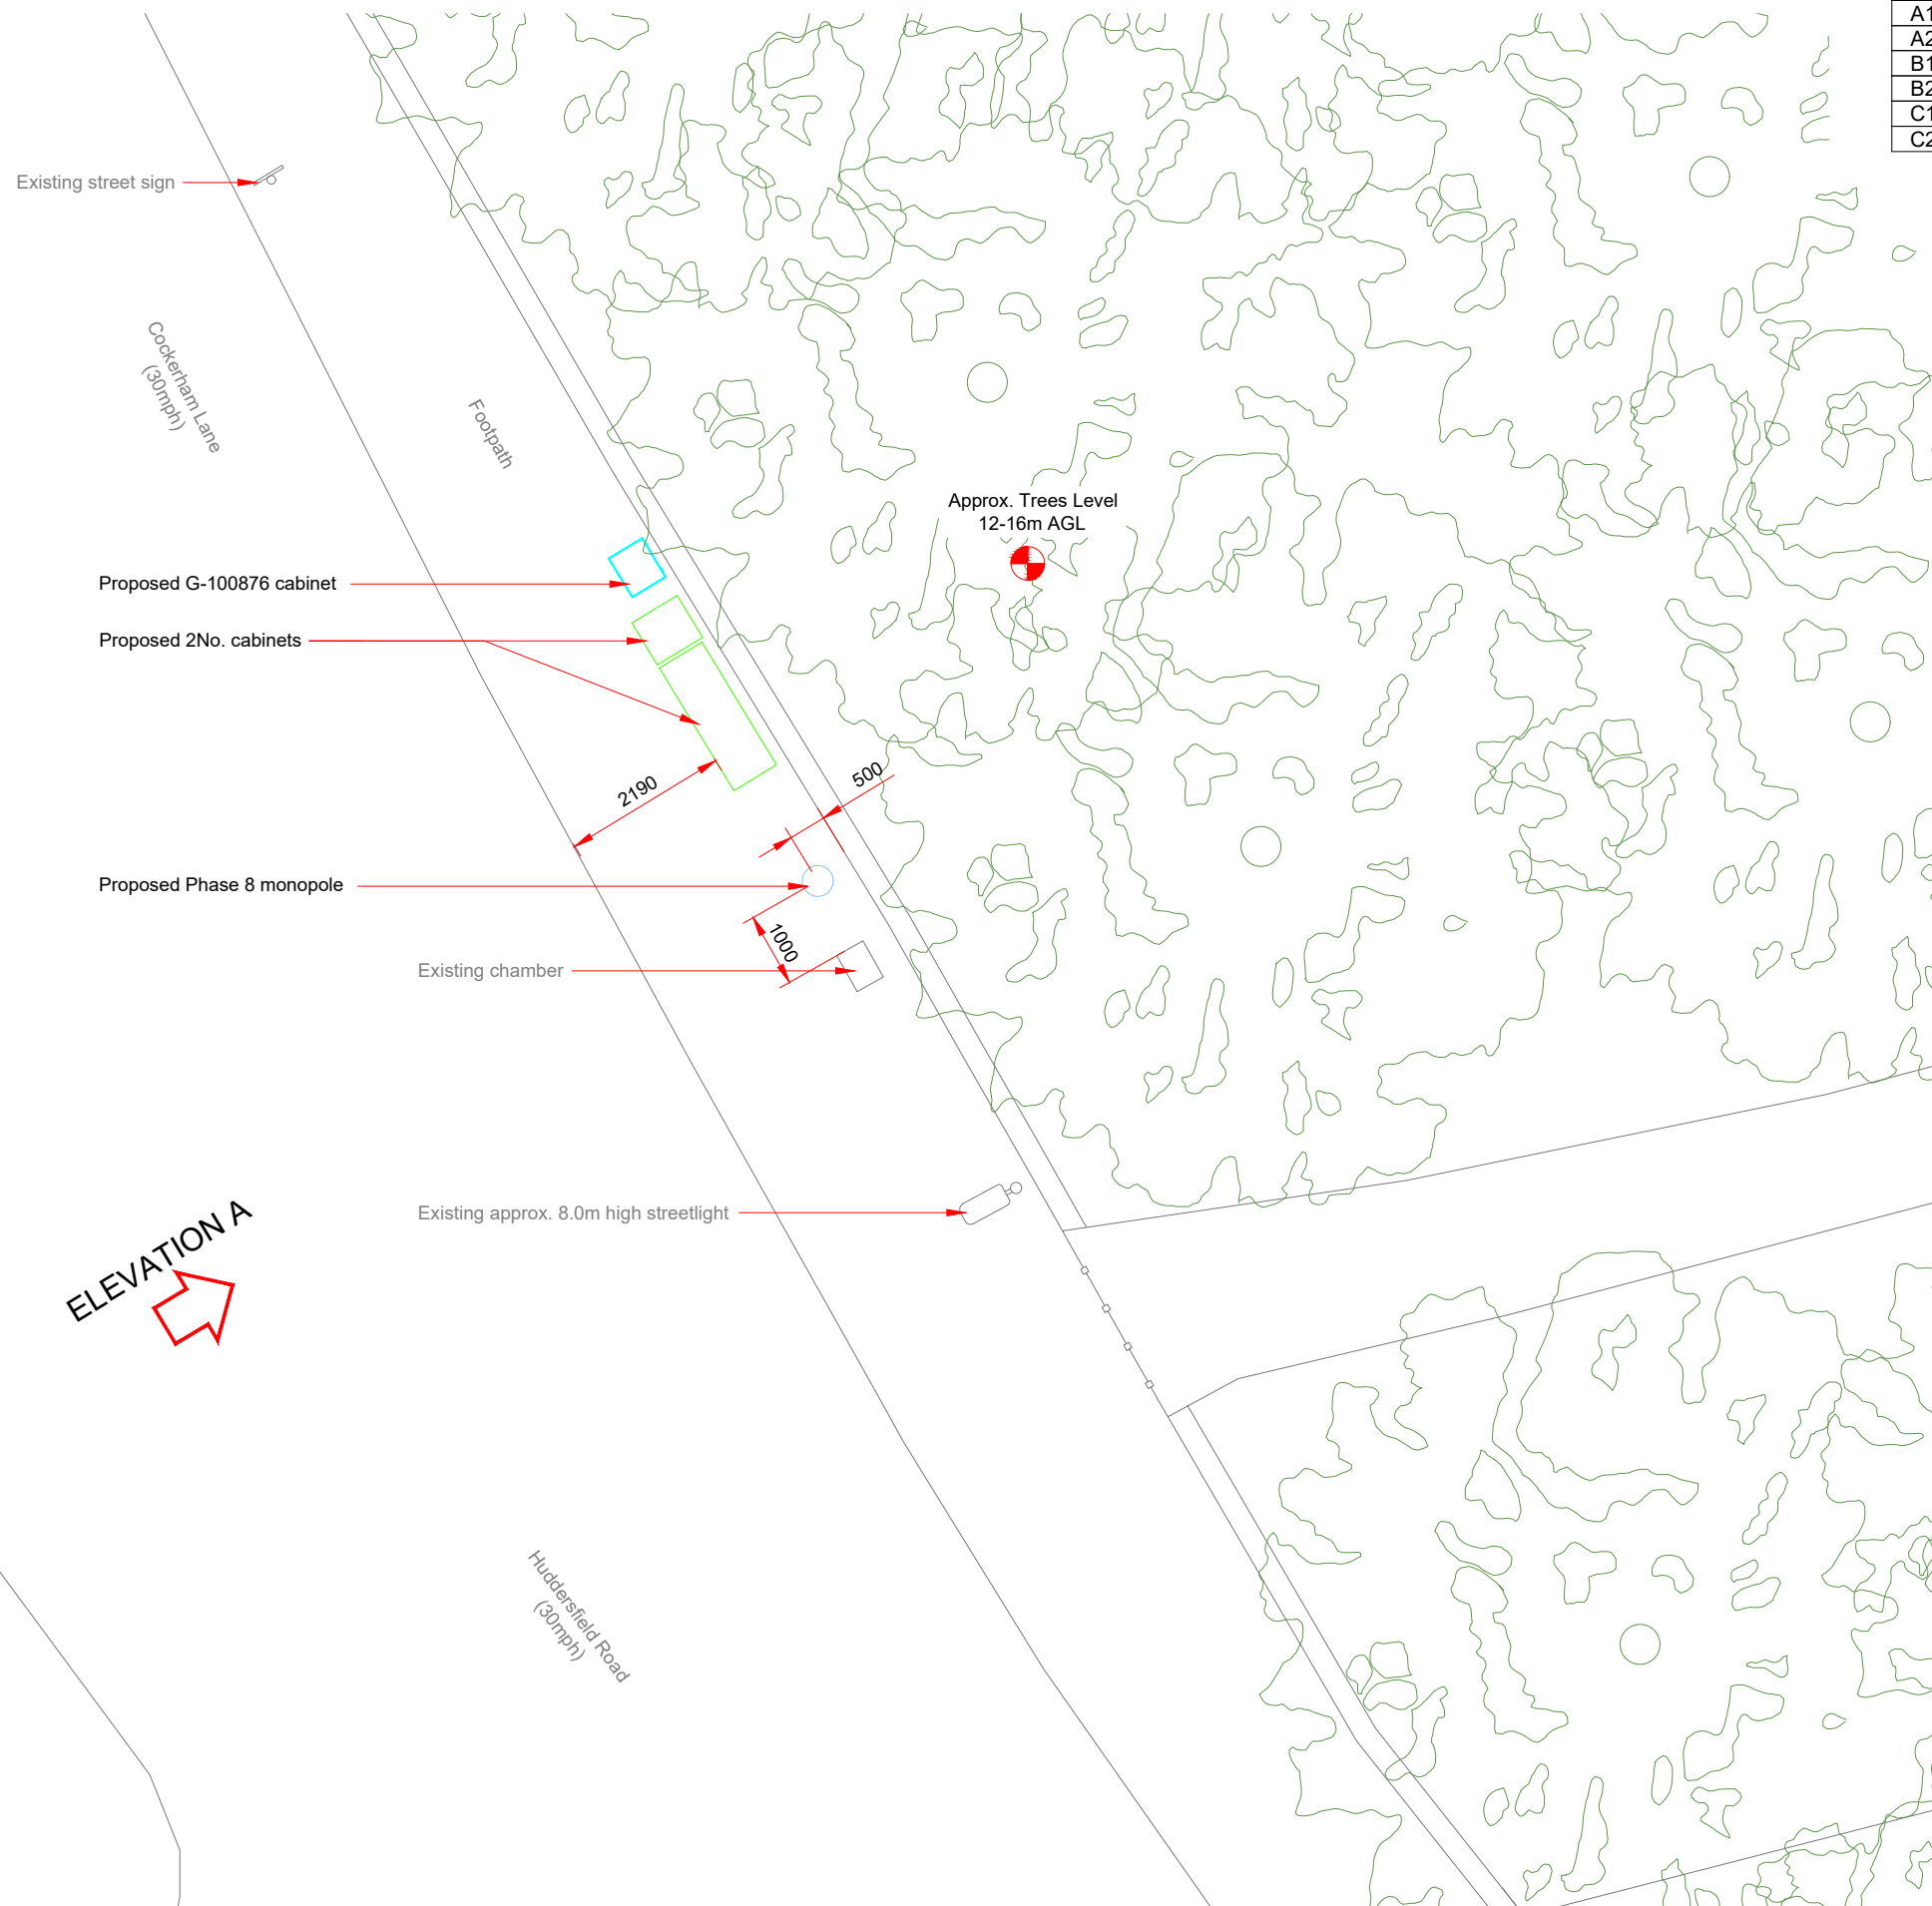 A1
A2
B1
B2
C1
C2
Existing street sign
Cockerham Lane
(30mph)
Footpath
Approx. Trees Level
12-16m AGL
Proposed G-100876 cabinet
Proposed 2No. cabinets
2190
500
Proposed Phase 8 monopole
1000
Existing chamber
Existing approx. 8.0m high streetlight
ELEVATION A
Huddersfield Road
(30mph)